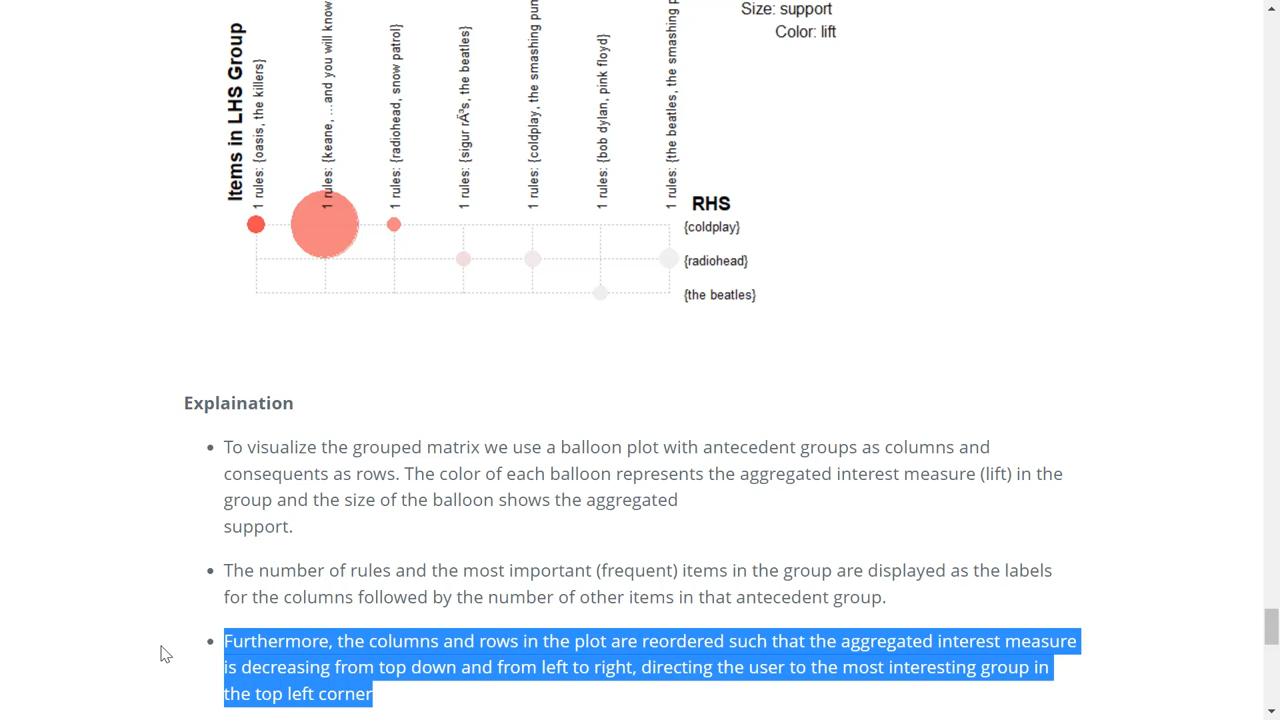 Size: support
Color: lift
Items in LHS Group
1 rules: {oasis, the killers}
1 rules: {keane, …and you will know
1 rules: {radiohead, snow patrol}
1 rules: {sigur rÃ³s, the beatles}
1 rules: {coldplay, the smashing pun
1 rules: {bob dylan, pink floyd}
1 rules: {the beatles, the smashing p
RHS
{coldplay}
{radiohead}
{the beatles}
Explaination
• To visualize the grouped matrix we use a balloon plot with antecedent groups as columns and
consequents as rows. The color of each balloon represents the aggregated interest measure (lift) in the
group and the size of the balloon shows the aggregated
support.
• The number of rules and the most important (frequent) items in the group are displayed as the labels
for the columns followed by the number of other items in that antecedent group.
• Furthermore, the columns and rows in the plot are reordered such that the aggregated interest measure
is decreasing from top down and from left to right, directing the user to the most interesting group in
the top left corner